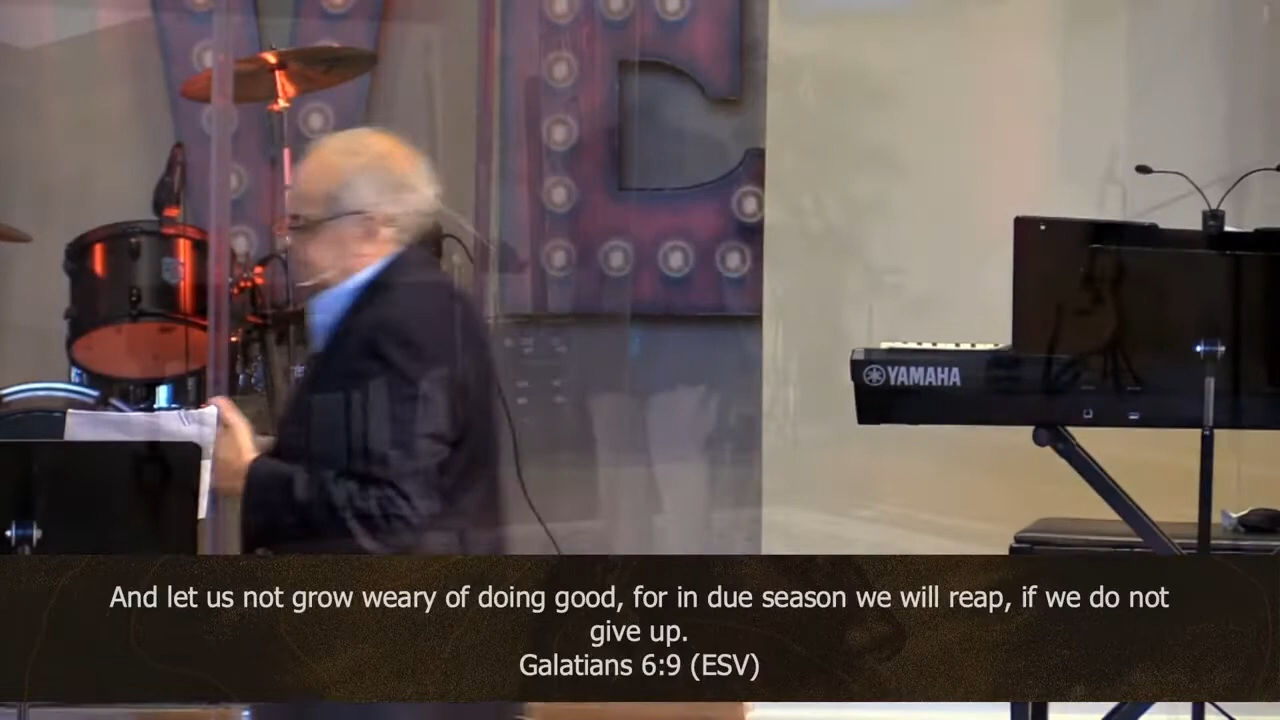 VE
YAMAHA
And let us not grow weary of doing good, for in due season we will reap, if we do not
give up.
Galatians 6:9 (ESV)